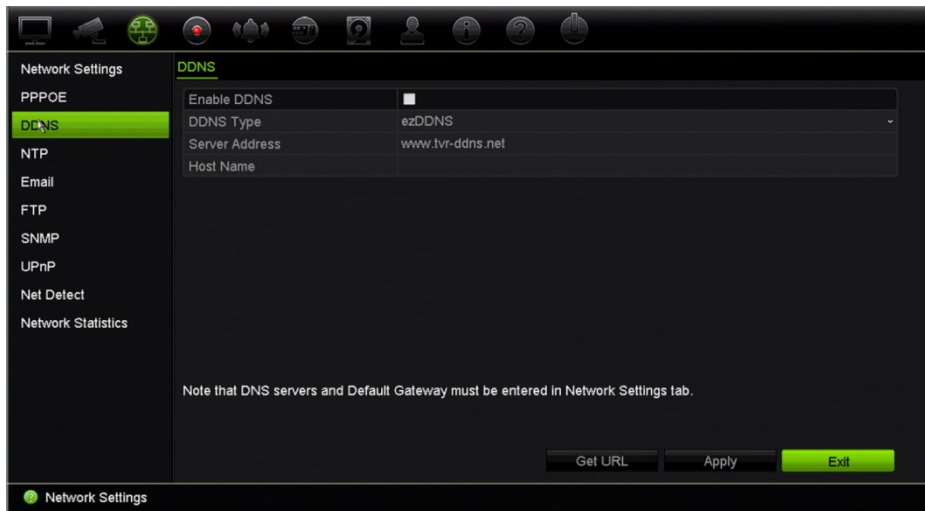 Network Settings
DDNS
PPPOE
Enable DDNS
DDNS
DDNS Type ezDDNS
NTP
Server Address www.tvr-ddns.net
Host Name
Email
FTP
SNMP
UPnP
Net Detect
Network Statistics
Note that DNS servers and Default Gateway must be entered in Network Settings tab.
Get URL Apply Exit
Network Settings